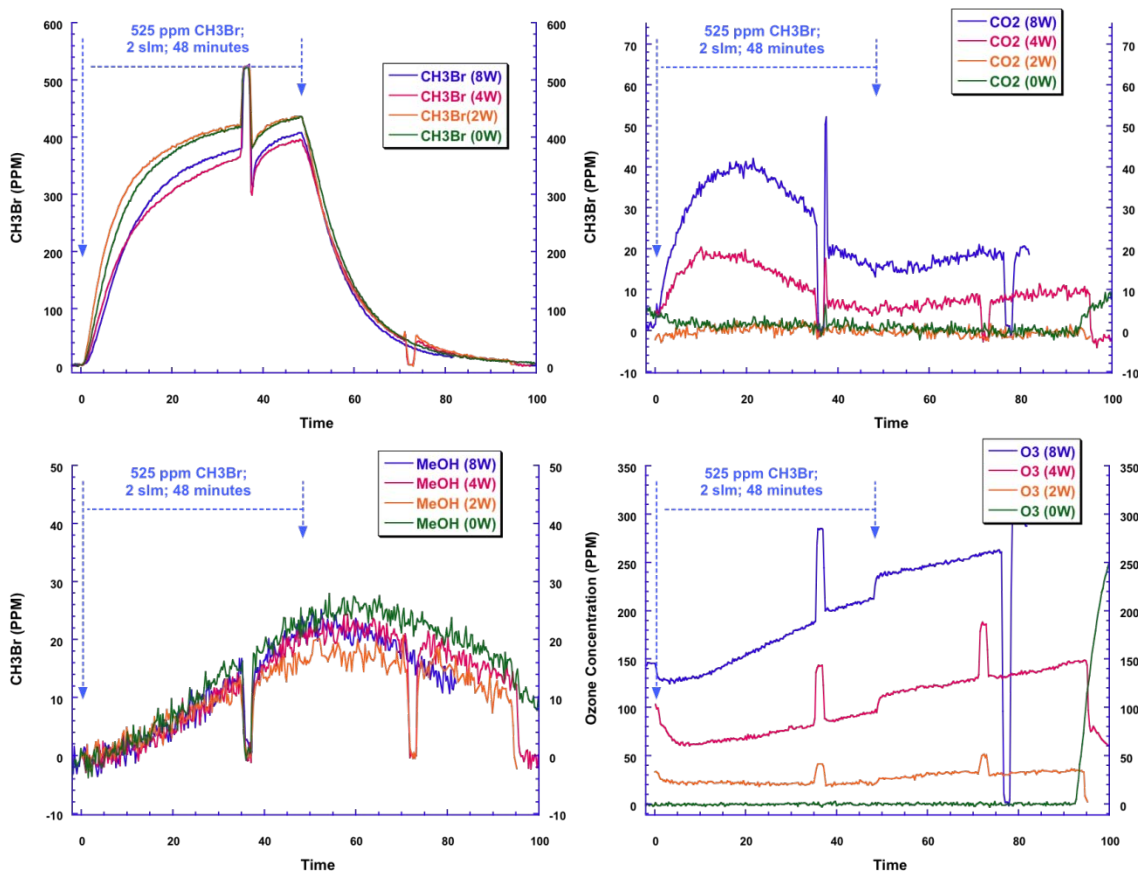 600
500
400
300
200
100
0
CH3Br (PPM)
525 ppm CH3Br;
2 slm; 48 minutes
CH3Br (8W)
CH3Br (4W)
CH3Br(2W)
CH3Br (0W)
600
500
400
300
200
100
0
0
20
40
60
80
100
Time
70
60
50
40
30
20
10
0
-10
CH3Br (PPM)
525 ppm CH3Br;
2 slm; 48 minutes
CO2 (8W)
CO2 (4W)
CO2 (2W)
CO2 (0W)
70
60
50
40
30
20
10
0
-10
0
20
40
60
80
100
Time
50
40
30
20
10
0
-10
CH3Br (PPM)
525 ppm CH3Br;
2 slm; 48 minutes
MeOH (8W)
MeOH (4W)
MeOH (2W)
MeOH (0W)
50
40
30
20
10
0
-10
0
20
40
60
80
100
Time
350
300
250
200
150
100
50
0
Ozone Concentration (PPM)
525 ppm CH3Br;
2 slm; 48 minutes
O3 (8W)
O3 (4W)
O3 (2W)
O3 (0W)
350
300
250
200
150
100
50
0
0
20
40
60
80
100
Time